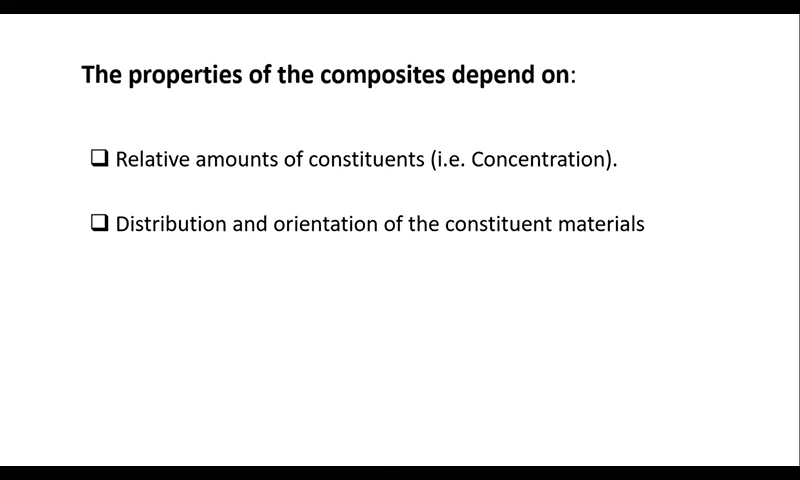 The properties of the composites depend on:
❑ Relative amounts of constituents (i.e. Concentration).
❑ Distribution and orientation of the constituent materials